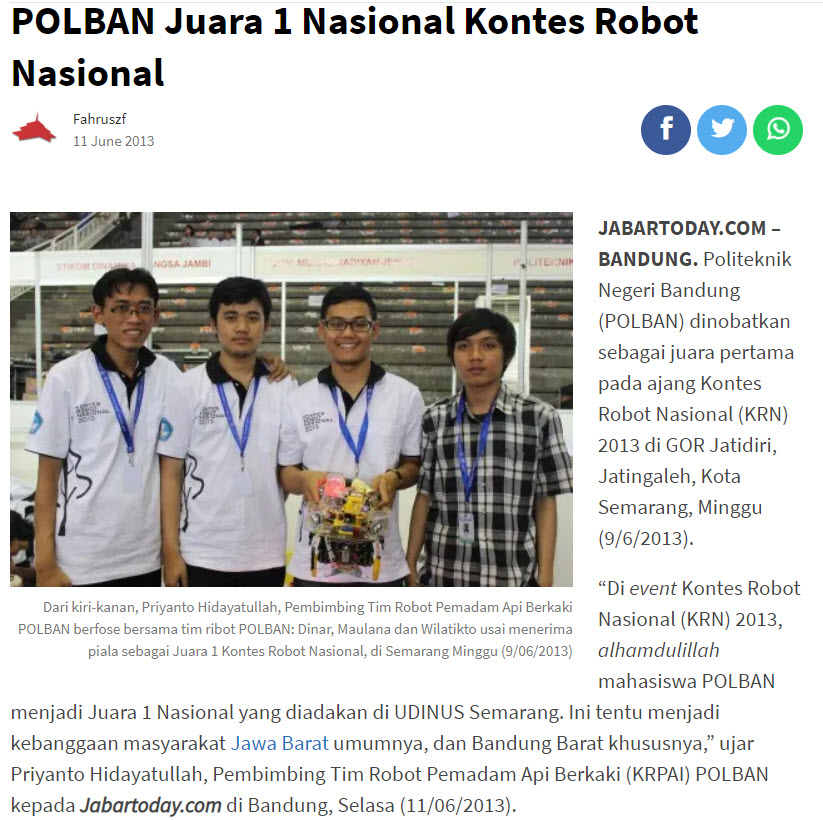 POLBAN Juara 1 Nasional Kontes Robot
Nasional
Fahruszf
11 June 2013
STIKOM DINAMIKA BANGSA JAMBI
POLITEKNIK
KONTES
ROBOT
NASIONAL
2013
JABARTODAY.COM –
BANDUNG. Politeknik
Negeri Bandung
(POLBAN) dinobatkan
sebagai juara pertama
pada ajang Kontes
Robot Nasional (KRN)
2013 di GOR Jatidiri,
Jatingaleh, Kota
Semarang, Minggu
(9/6/2013).
Dari kiri-kanan, Priyanto Hidayatullah, Pembimbing Tim Robot Pemadam Api Berkaki
POLBAN berfose bersama tim ribot POLBAN: Dinar, Maulana dan Wilatikto usai menerima
piala sebagai Juara 1 Kontes Robot Nasional, di Semarang Minggu (9/06/2013)
“Di event Kontes Robot
Nasional (KRN) 2013,
alhamdulillah
mahasiswa POLBAN
menjadi Juara 1 Nasional yang diadakan di UDINUS Semarang. Ini tentu menjadi
kebanggaan masyarakat Jawa Barat umumnya, dan Bandung Barat khususnya,” ujar
Priyanto Hidayatullah, Pembimbing Tim Robot Pemadam Api Berkaki (KRPAI) POLBAN
kepada Jabartoday.com di Bandung, Selasa (11/06/2013).